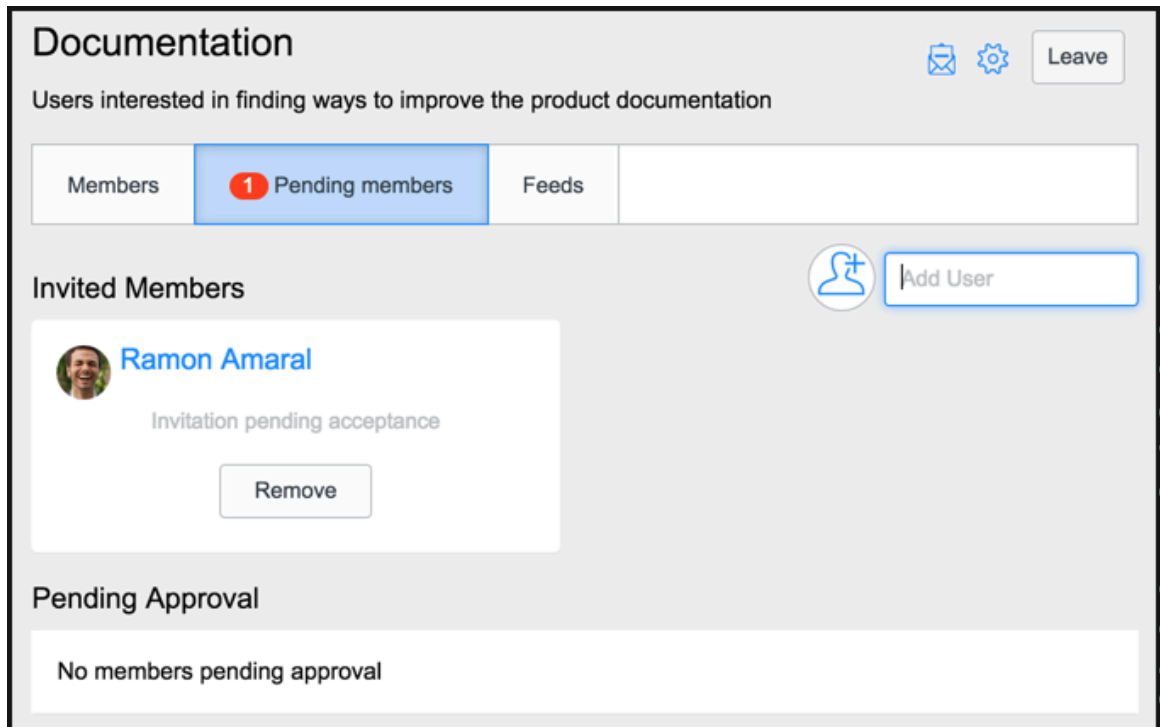 Documentation
Leave
Users interested in finding ways to improve the product documentation
Members
1 Pending members
Feeds
Invited Members
Add User
Ramon Amaral
Invitation pending acceptance
Remove
Pending Approval
No members pending approval